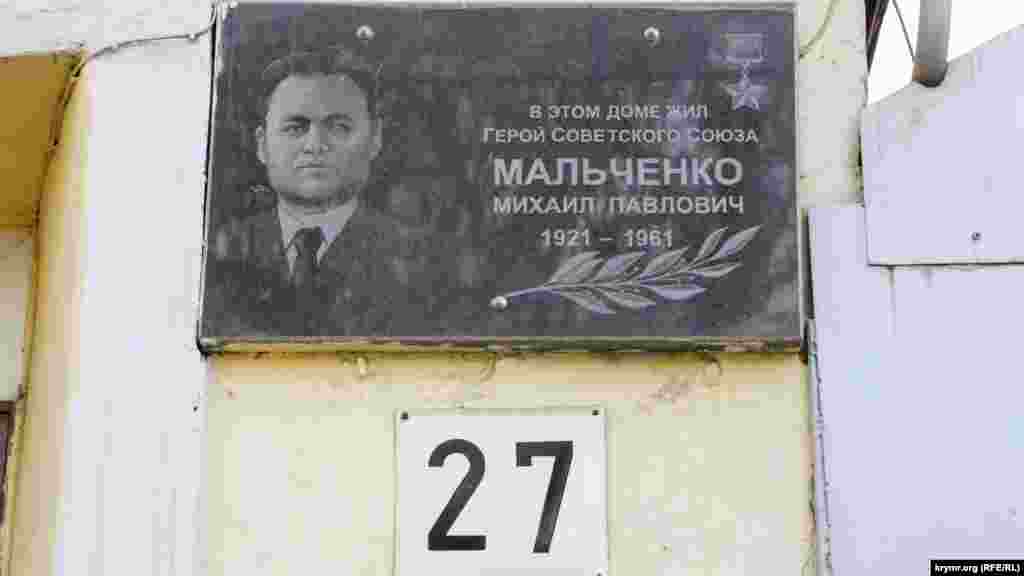 В ЭТОМ ДОМЕ ЖИЛ
ГЕРОЙ СОВЕТСКОГО СОЮЗА
МАЛЬЧЕНКО
МИХАИЛ ПАВЛОВИЧ
1921 – 1961
27
krymr.org (RFE/RL)